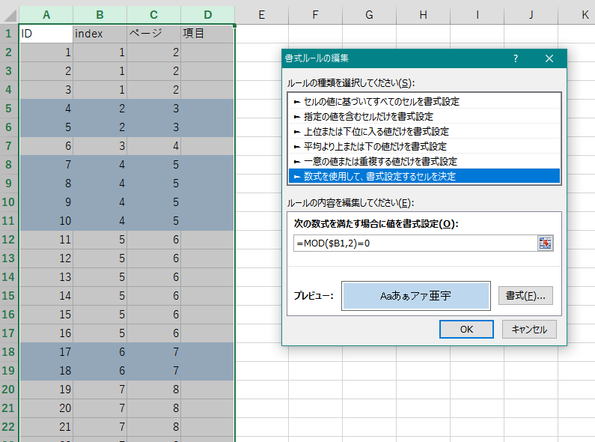 A B C D E F G H I J K
1 ID index ページ 項目
2 1 1 2
3 2 1 2
4 3 1 2
5 4 2 3
6 5 2 3
7 6 3 4
8 7 4 5
9 8 4 5
10 9 4 5
11 10 4 5
12 11 5 6
13 12 5 6
14 13 5 6
15 14 5 6
16 15 5 6
17 16 5 6
18 17 6 7
19 18 6 7
20 19 7 8
21 20 7 8
22 21 7 8
書式ルールの編集 ? ×
ルールの種類を選択してください(S):
► セルの値に基づいてすべてのセルを書式設定
► 指定の値を含むセルだけを書式設定
► 上位または下位に入る値だけを書式設定
► 平均より上または下の値だけを書式設定
► 一意の値または重複する値だけを書式設定
► 数式を使用して、書式設定するセルを決定
ルールの内容を編集してください(E):
次の数式を満たす場合に値を書式設定(O):
=MOD($B1,2)=0
プレビュー:
Aaあぁアァ亜宇
書式(F)...
OK
キャンセル